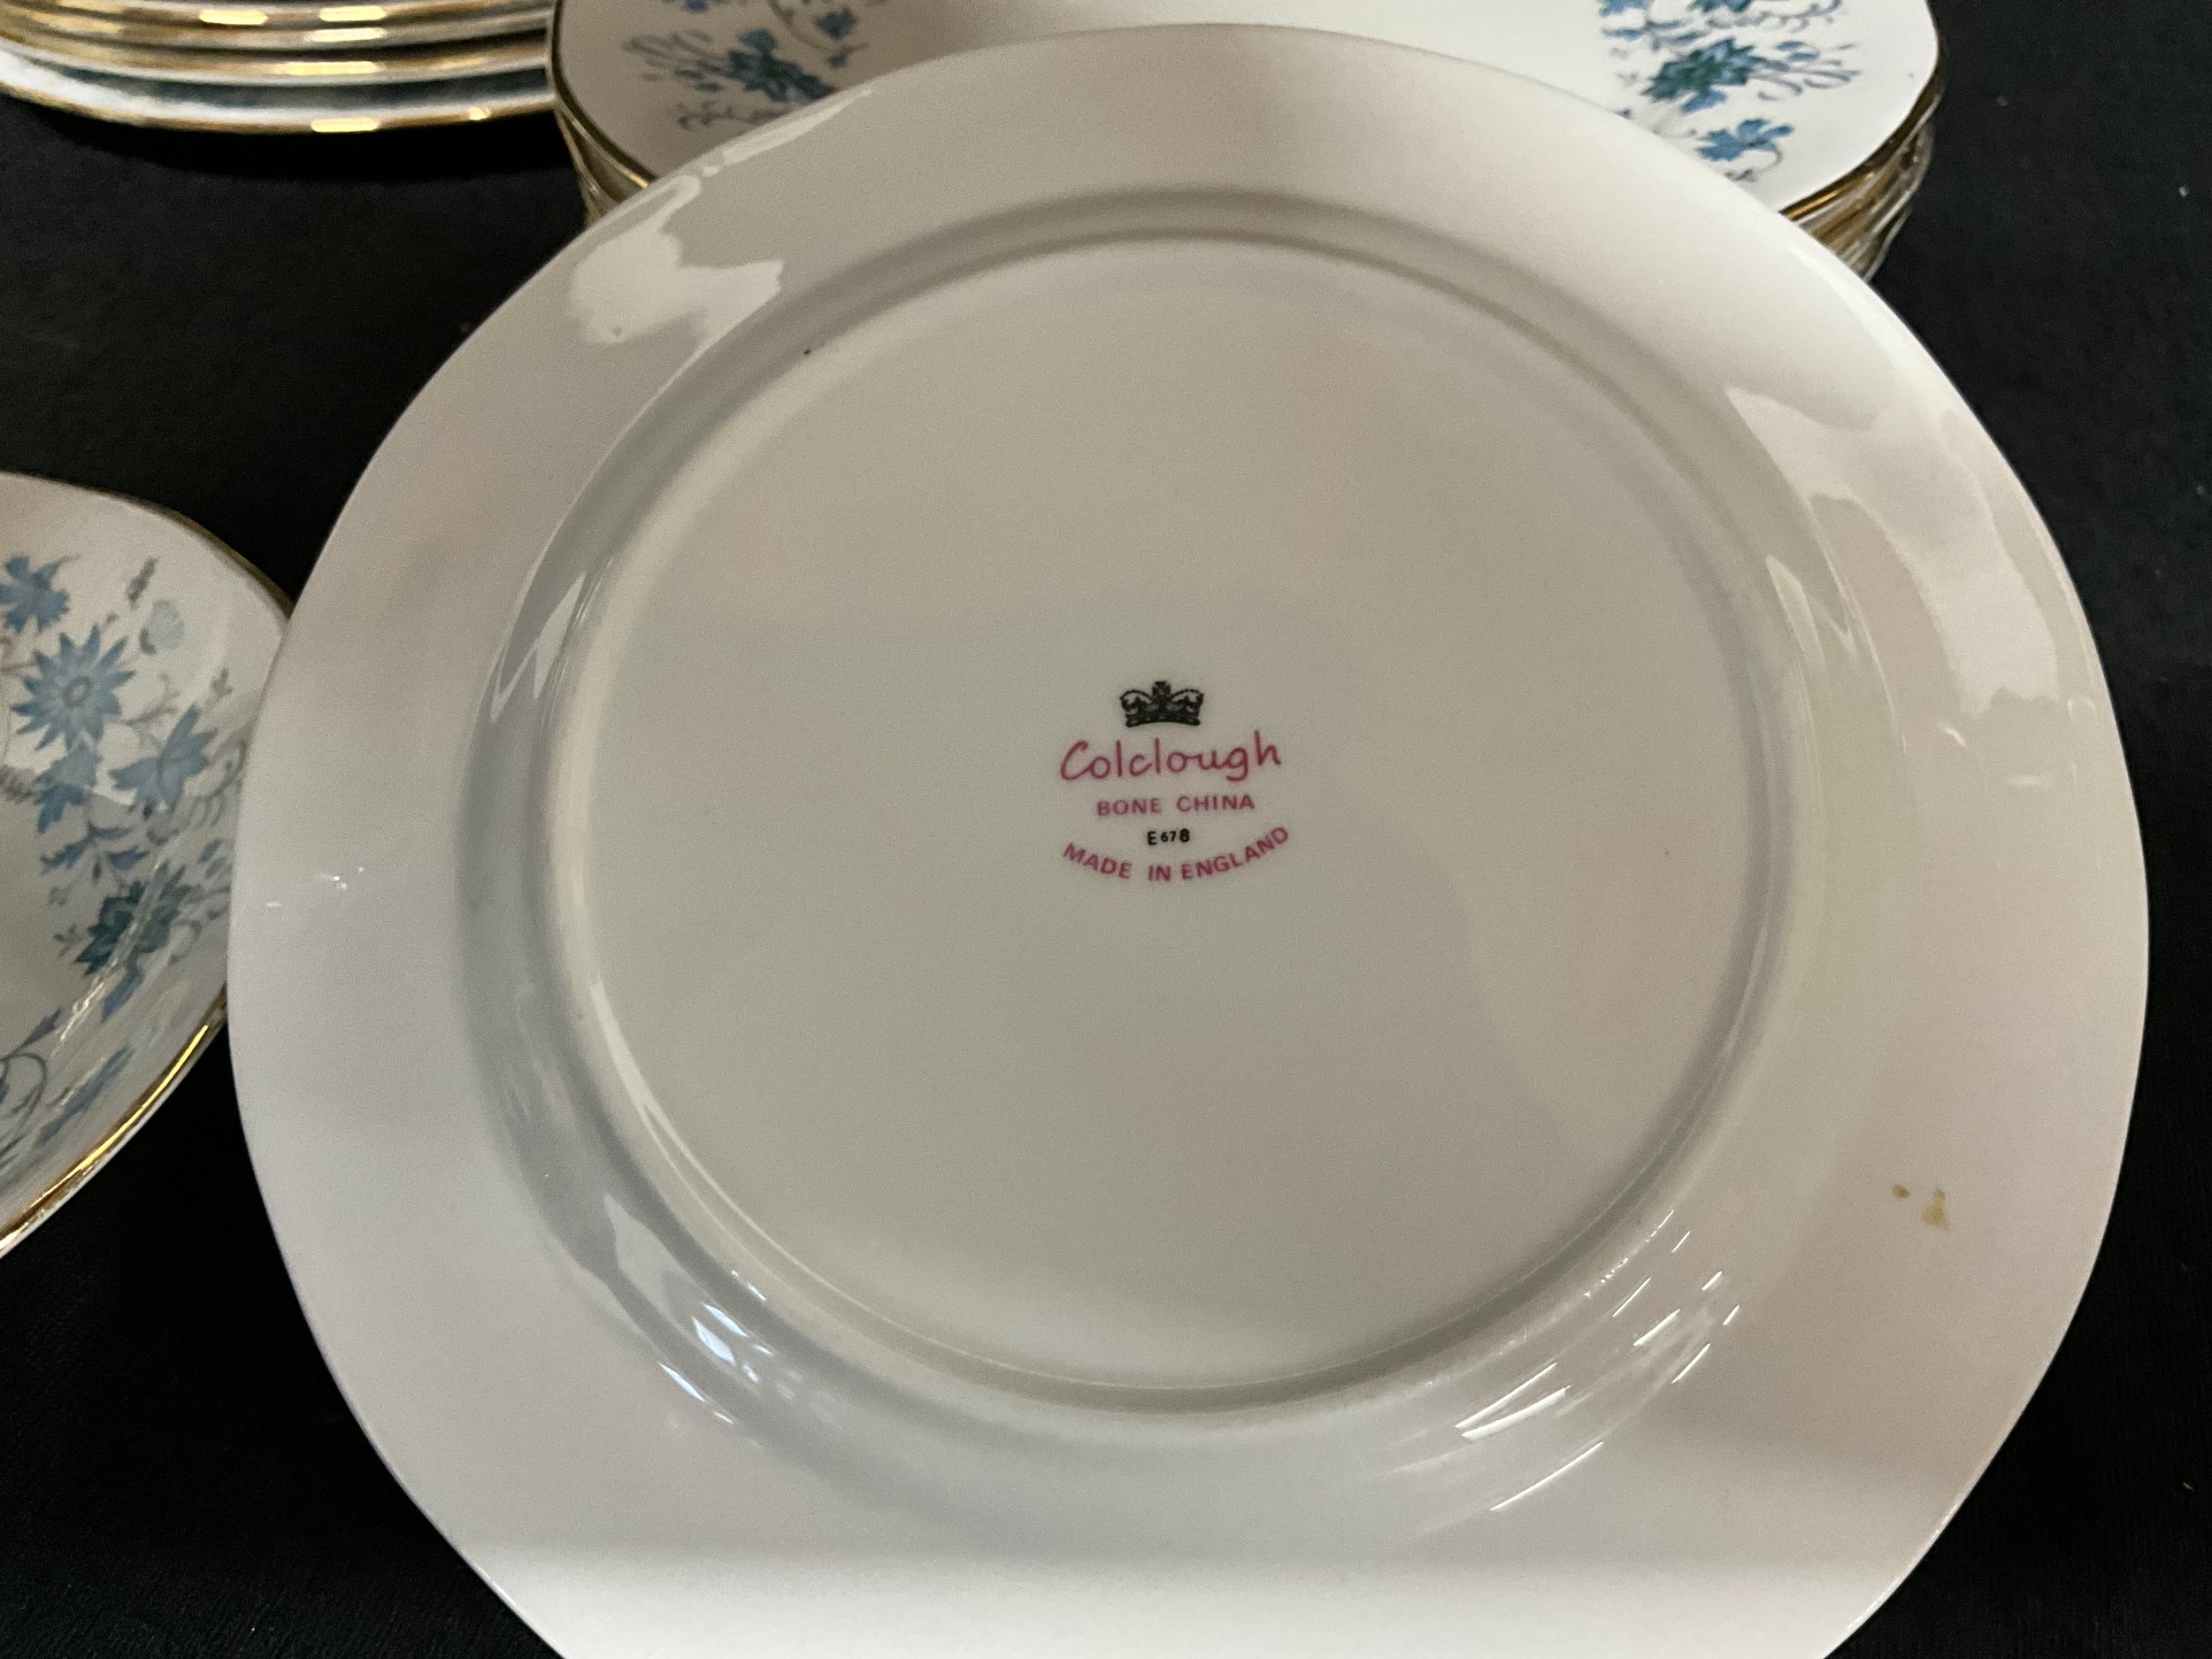 Colclough
BONE CHINA
E678
MADE IN ENGLAND